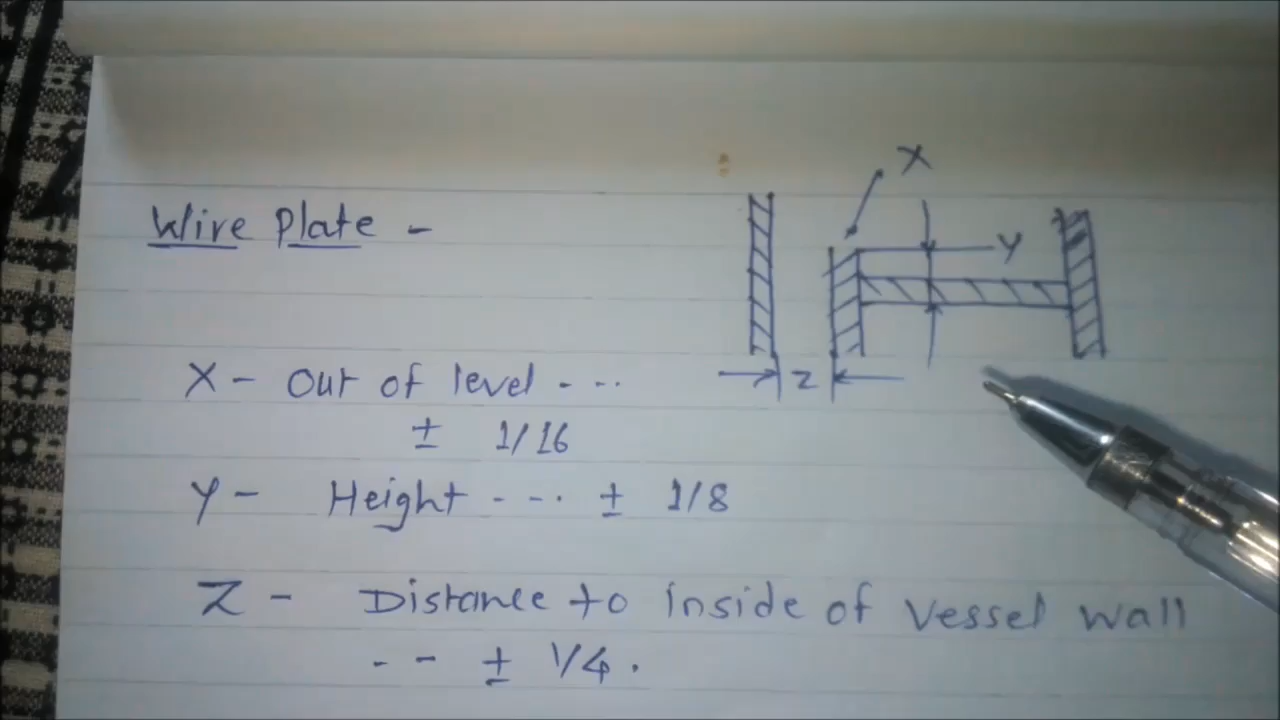 X
Wire Plate -
Y
X - Out of level - ...
Z
± 1/16
Y - Height - - . ± 1/8
Z - Distance to inside of vessel wall
- - ± 1/4 .